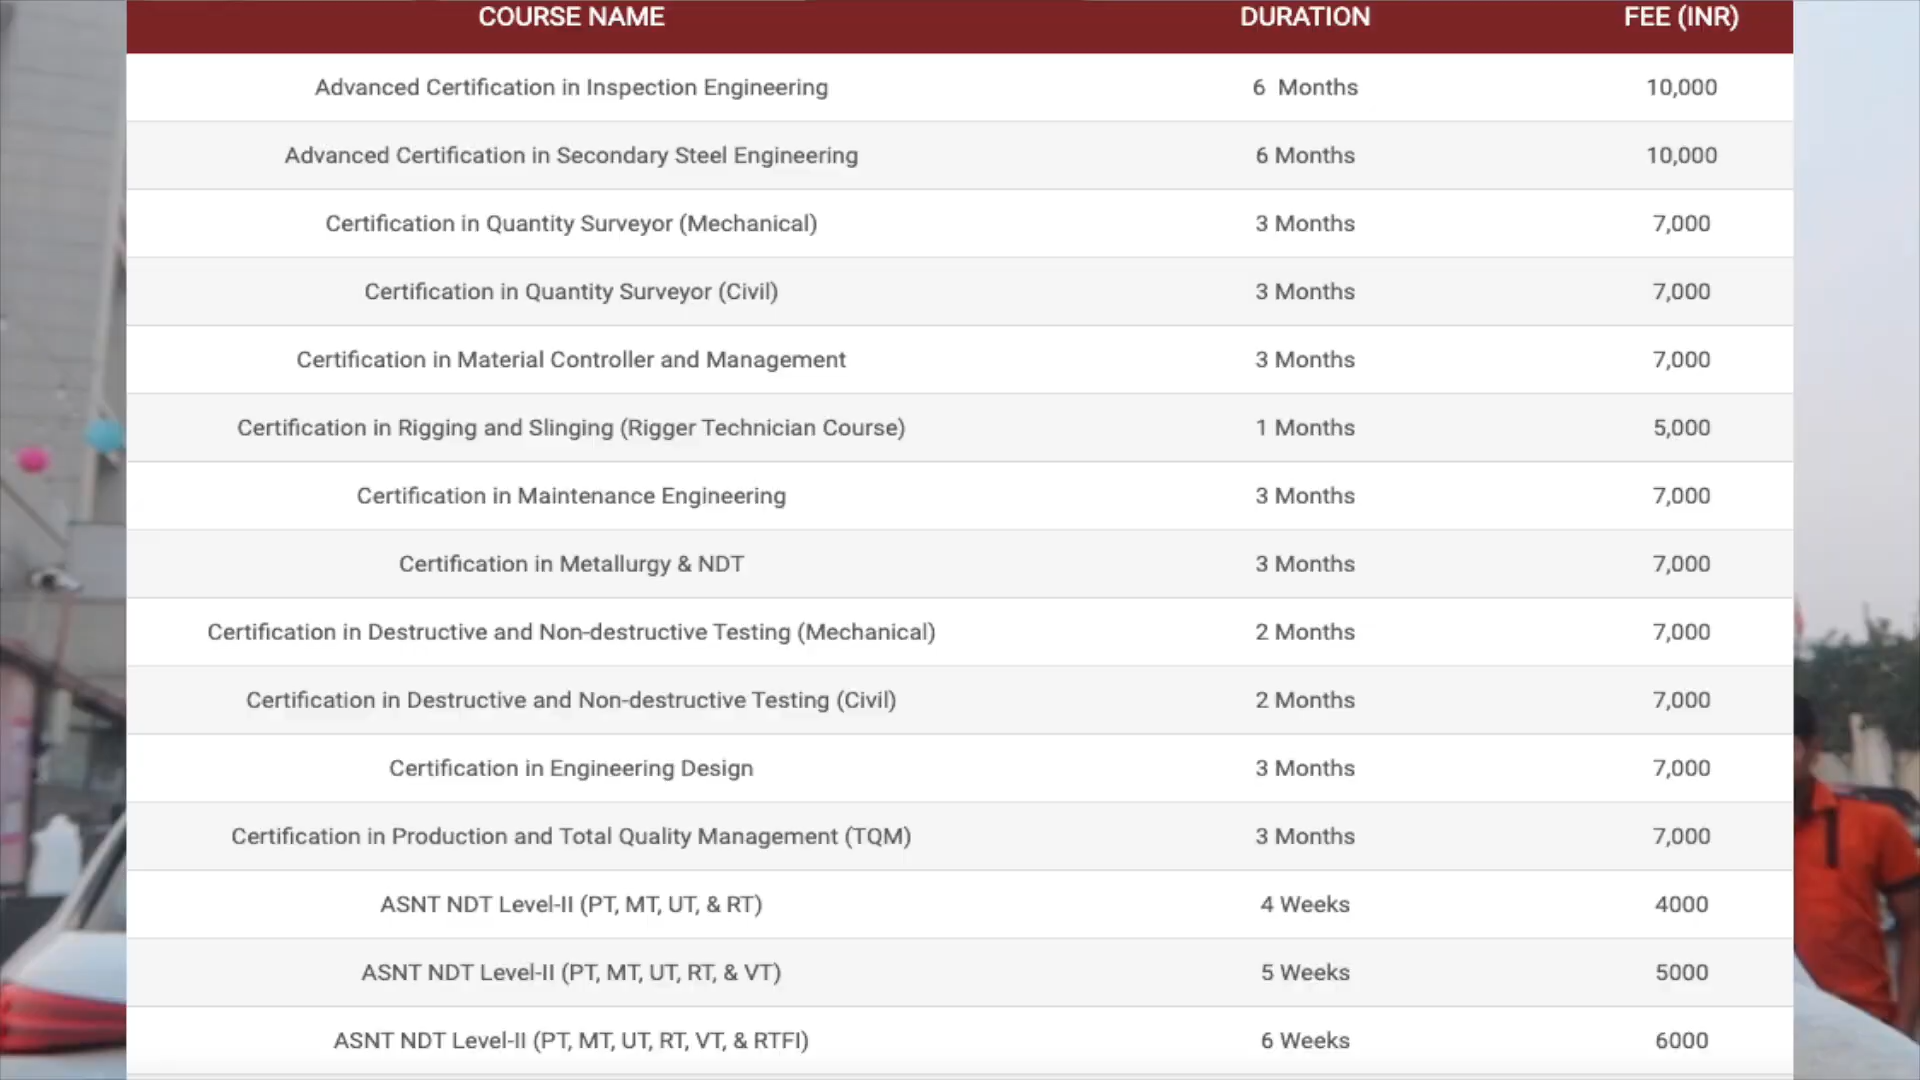 COURSE NAME DURATION FEE (INR)
Advanced Certification in Inspection Engineering 6 Months 10,000
Advanced Certification in Secondary Steel Engineering 6 Months 10,000
Certification in Quantity Surveyor (Mechanical) 3 Months 7,000
Certification in Quantity Surveyor (Civil) 3 Months 7,000
Certification in Material Controller and Management 3 Months 7,000
Certification in Rigging and Slinging (Rigger Technician Course) 1 Months 5,000
Certification in Maintenance Engineering 3 Months 7,000
Certification in Metallurgy & NDT 3 Months 7,000
Certification in Destructive and Non-destructive Testing (Mechanical) 2 Months 7,000
Certification in Destructive and Non-destructive Testing (Civil) 2 Months 7,000
Certification in Engineering Design 3 Months 7,000
Certification in Production and Total Quality Management (TQM) 3 Months 7,000
ASNT NDT Level-II (PT, MT, UT, & RT) 4 Weeks 4000
ASNT NDT Level-II (PT, MT, UT, RT, & VT) 5 Weeks 5000
ASNT NDT Level-II (PT, MT, UT, RT, VT, & RTFI) 6 Weeks 6000